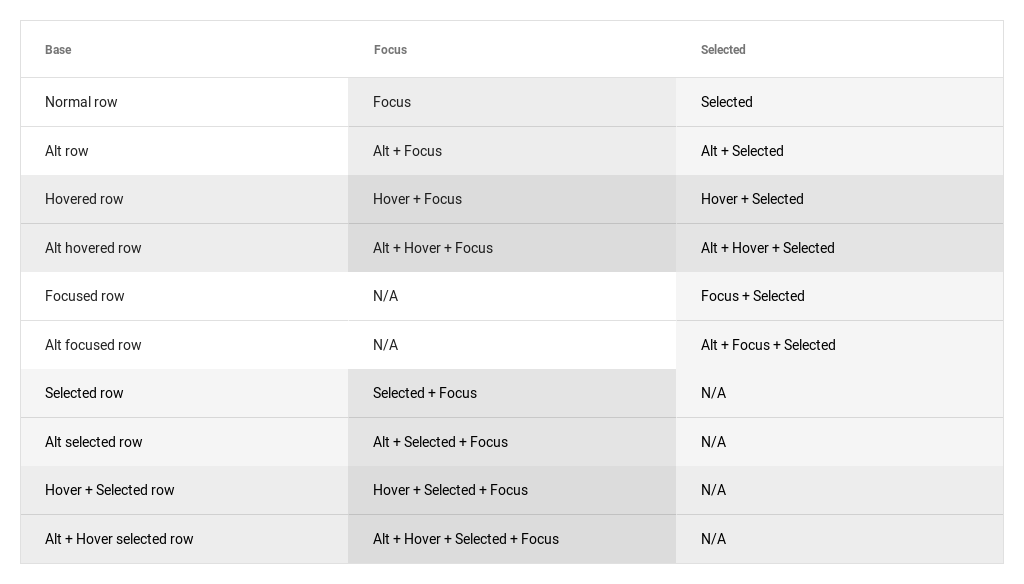 Base Focus Selected
Normal row Focus Selected
Alt row Alt + Focus Alt + Selected
Hovered row Hover + Focus Hover + Selected
Alt hovered row Alt + Hover + Focus Alt + Hover + Selected
Focused row N/A Focus + Selected
Alt focused row N/A Alt + Focus + Selected
Selected row Selected + Focus N/A
Alt selected row Alt + Selected + Focus N/A
Hover + Selected row Hover + Selected + Focus N/A
Alt + Hover selected row Alt + Hover + Selected + Focus N/A